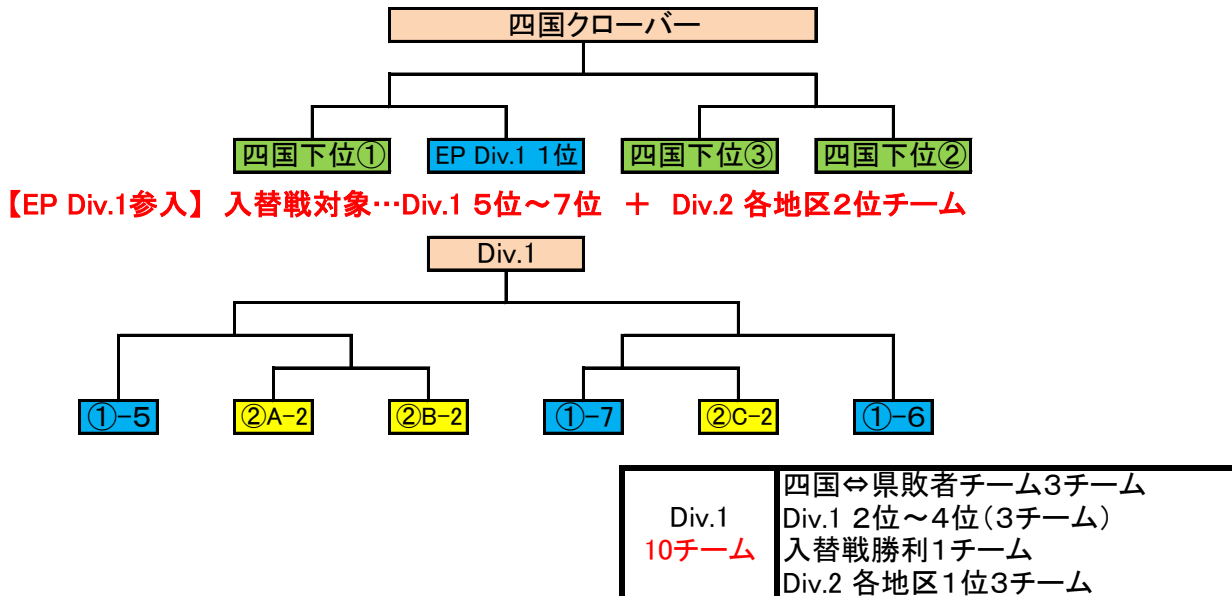 四国クローバー
四国下位① EP Div.1 1位 四国下位③ 四国下位②
【EP Div.1参入】 入替戦対象…Div.1 5位～7位 ＋ Div.2 各地区2位チーム
Div.1
①-5 ②A-2 ②B-2 ①-7 ②C-2 ①-6
Div.1
10チーム
四国⇔県敗者チーム3チーム
Div.1 2位～4位（3チーム）
入替戦勝利1チーム
Div.2 各地区1位3チーム